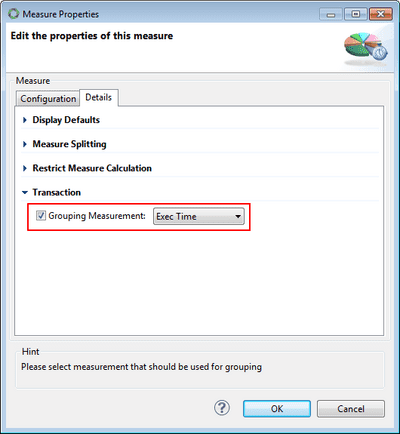 Measure Properties
Edit the properties of this measure
Measure
Configuration Details
Display Defaults
Measure Splitting
Restrict Measure Calculation
Transaction
Grouping Measurement: Exec Time
Hint
Please select measurement that should be used for grouping
? OK Cancel